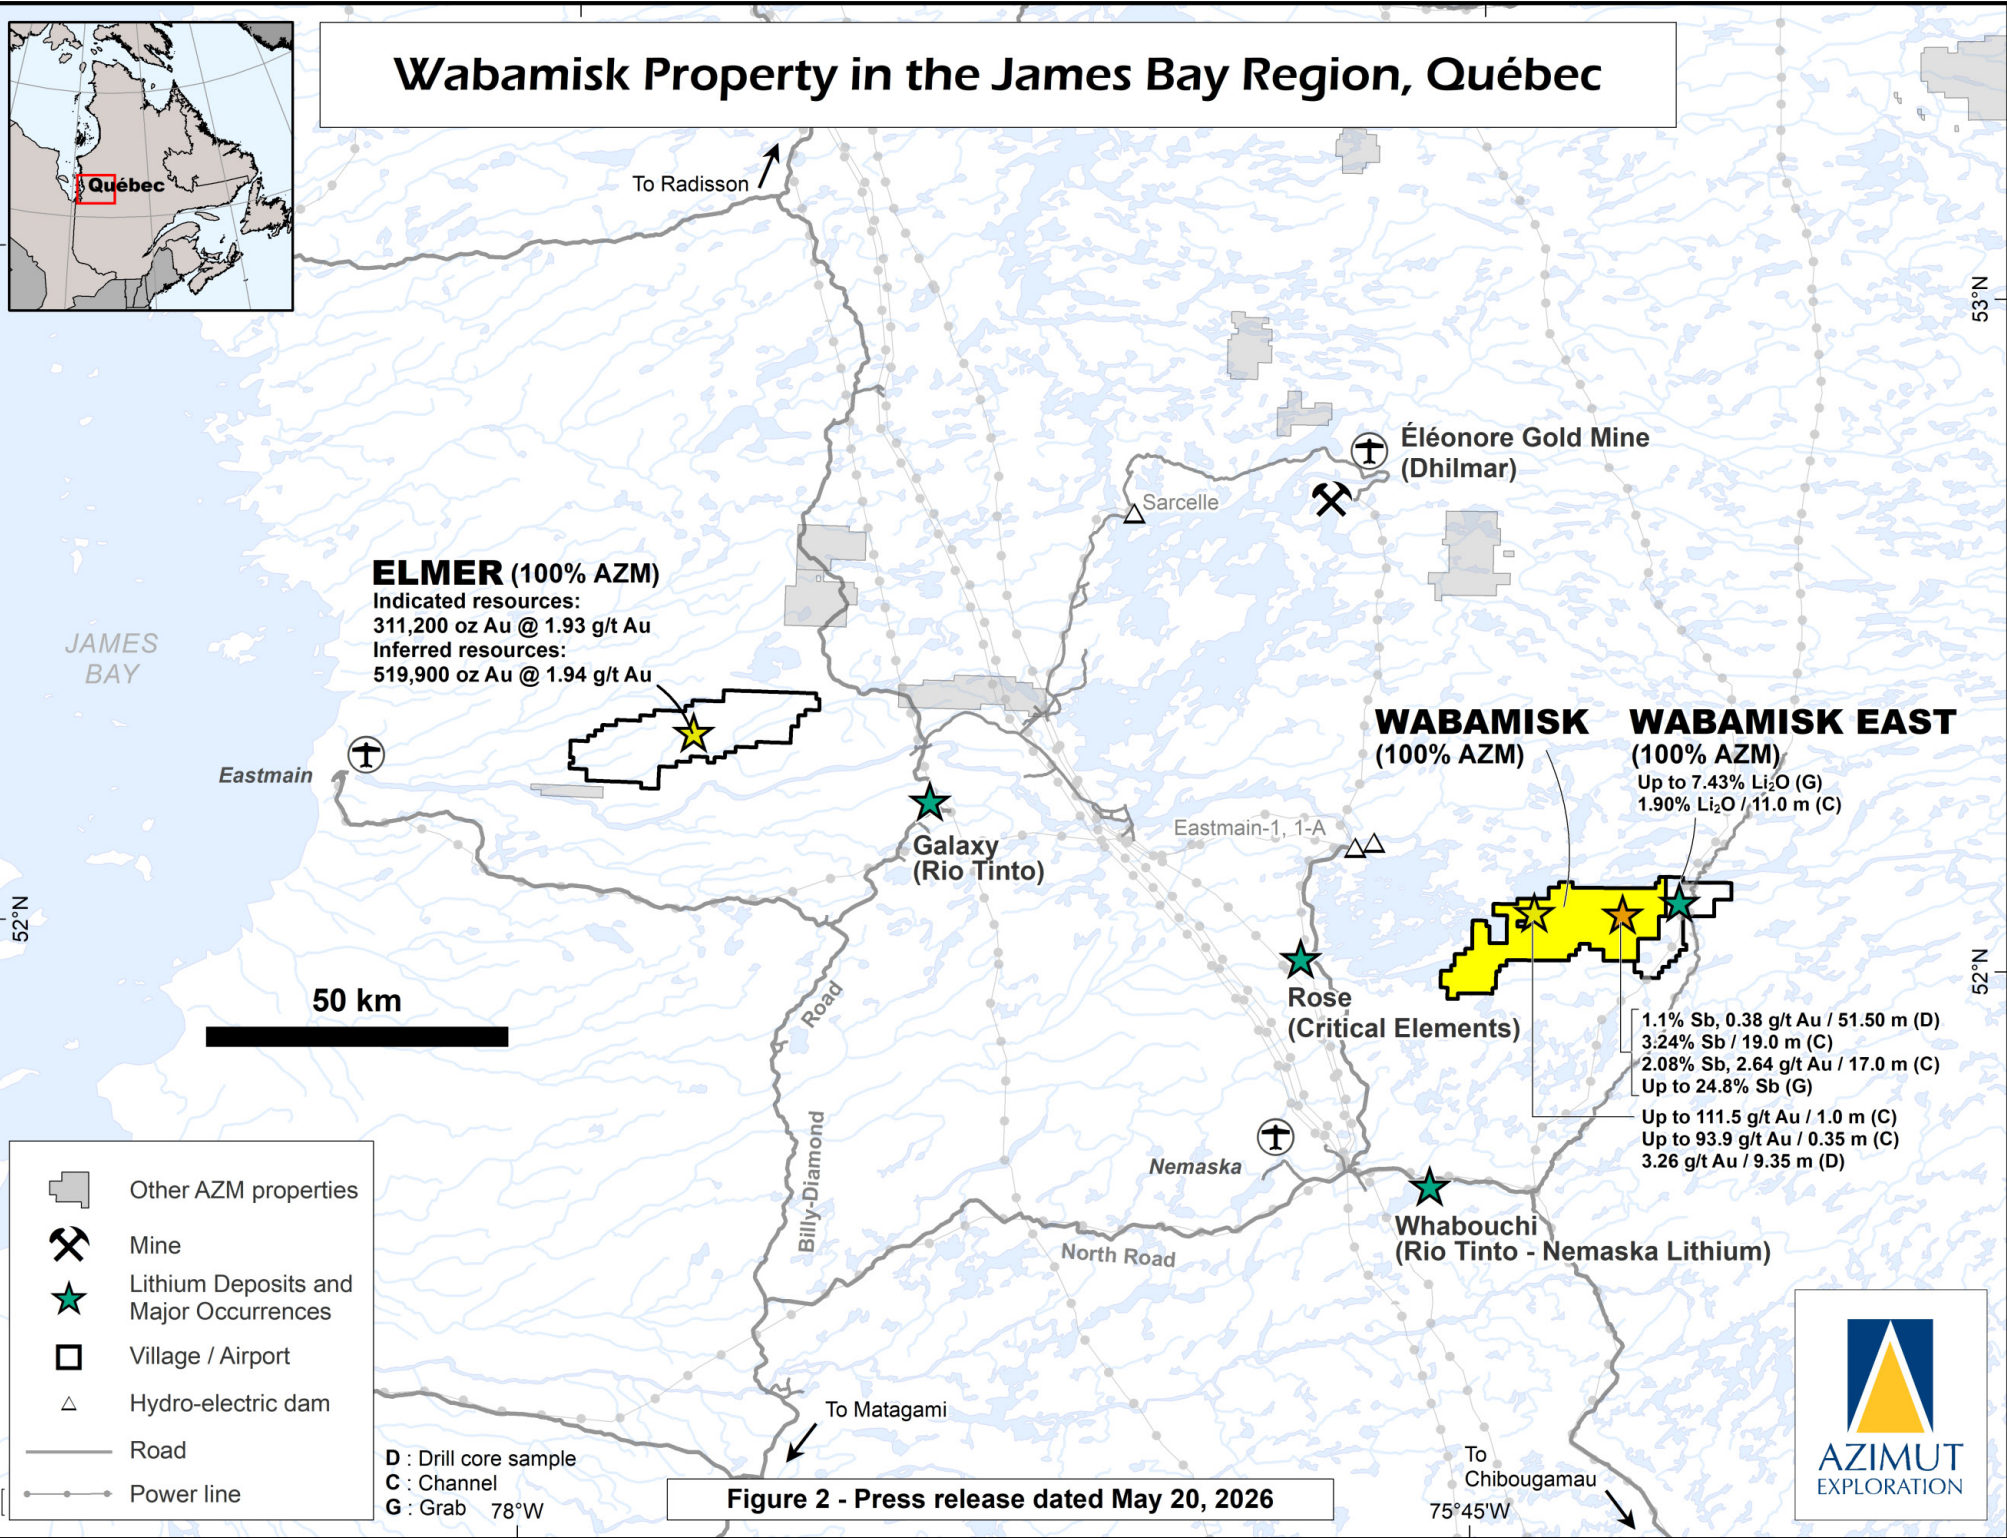 Wabamisk Property in the James Bay Region, Québec
Québec
To Radisson
53°N
Éléonore Gold Mine
(Dhilmar)
Sarcelle
ELMER (100% AZM)
Indicated resources:
311,200 oz Au @ 1.93 g/t Au
Inferred resources:
519,900 oz Au @ 1.94 g/t Au
JAMES
BAY
WABAMISK
(100% AZM)
WABAMISK EAST
(100% AZM)
Up to 7.43% Li₂O (G)
1.90% Li₂O / 11.0 m (C)
Eastmain
Eastmain-1, 1-A
Galaxy
(Rio Tinto)
52°N
52°N
50 km
Road
Rose
(Critical Elements)
1.1% Sb, 0.38 g/t Au / 51.50 m (D)
3.24% Sb / 19.0 m (C)
2.08% Sb, 2.64 g/t Au / 17.0 m (C)
Up to 24.8% Sb (G)
Up to 111.5 g/t Au / 1.0 m (C)
Up to 93.9 g/t Au / 0.35 m (C)
3.26 g/t Au / 9.35 m (D)
Billy-Diamond
Nemaska
Whabouchi
(Rio Tinto - Nemaska Lithium)
North Road
Other AZM properties
Mine
Lithium Deposits and
Major Occurrences
Village / Airport
Hydro-electric dam
Road
Power line
To Matagami
To
Chibougamau
D : Drill core sample
C : Channel
G : Grab
78°W
Figure 2 - Press release dated May 20, 2026
75°45'W
AZIMUT
EXPLORATION